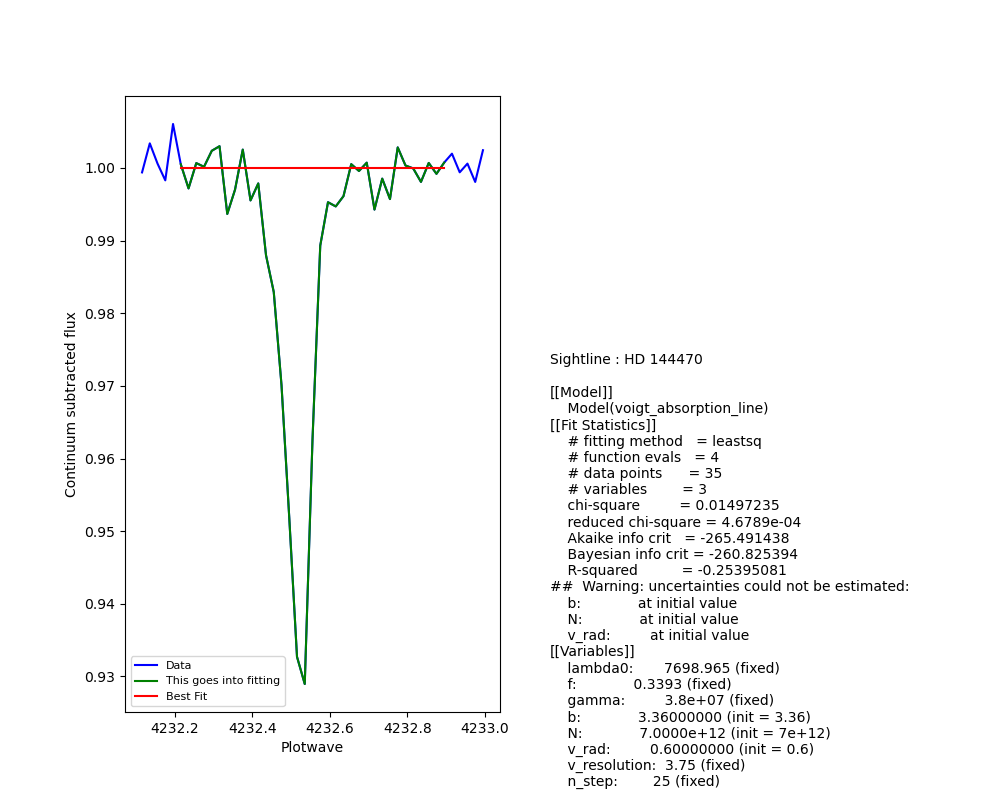 1.00
0.99
0.98
0.97
0.96
0.95
0.94
0.93
Continuum subtracted flux
Data
This goes into fitting
Best Fit
4232.2 4232.4 4232.6 4232.8 4233.0
Plotwave
Sightline : HD 144470
[[Model]]
Model(voigt_absorption_line)
[[Fit Statistics]]
# fitting method = leastsq
# function evals = 4
# data points = 35
# variables = 3
chi-square = 0.01497235
reduced chi-square = 4.6789e-04
Akaike info crit = -265.491438
Bayesian info crit = -260.825394
R-squared = -0.25395081
## Warning: uncertainties could not be estimated:
b: at initial value
N: at initial value
v_rad: at initial value
[[Variables]]
lambda0: 7698.965 (fixed)
f: 0.3393 (fixed)
gamma: 3.8e+07 (fixed)
b: 3.36000000 (init = 3.36)
N: 7.0000e+12 (init = 7e+12)
v_rad: 0.60000000 (init = 0.6)
v_resolution: 3.75 (fixed)
n_step: 25 (fixed)